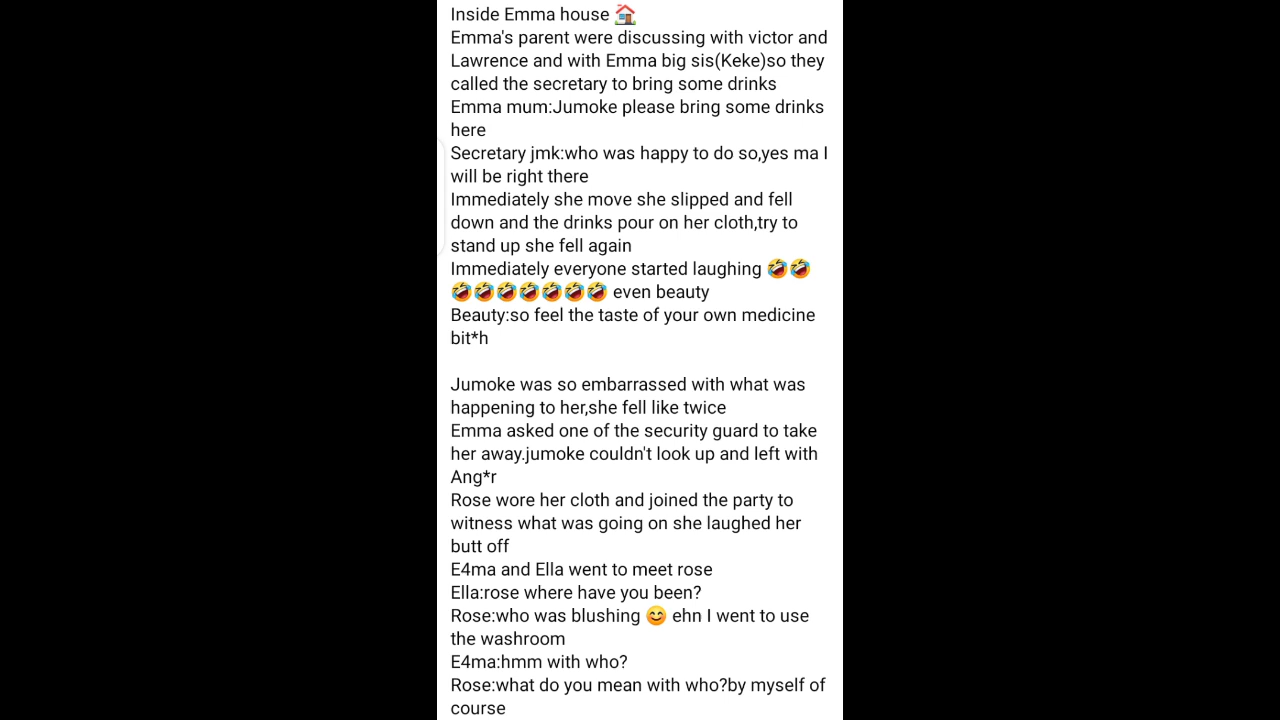 Inside Emma house 🏠
Emma's parent were discussing with victor and
Lawrence and with Emma big sis(Keke)so they
called the secretary to bring some drinks
Emma mum:Jumoke please bring some drinks
here
Secretary jmk:who was happy to do so,yes ma I
will be right there
Immediately she move she slipped and fell
down and the drinks pour on her cloth,try to
stand up she fell again
Immediately everyone started laughing 🤣🤣
🤣🤣🤣🤣🤣🤣🤣 even beauty
Beauty:so feel the taste of your own medicine
bit*h
Jumoke was so embarrassed with what was
happening to her,she fell like twice
Emma asked one of the security guard to take
her away.jumoke couldn't look up and left with
Ang*r
Rose wore her cloth and joined the party to
witness what was going on she laughed her
butt off
E4ma and Ella went to meet rose
Ella:rose where have you been?
Rose:who was blushing 😊 ehn I went to use
the washroom
E4ma:hmm with who?
Rose:what do you mean with who?by myself of
course